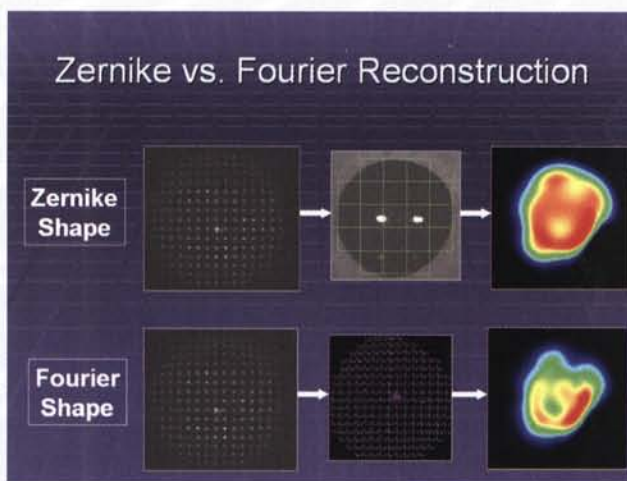 Zernike vs. Fourier Reconstruction
Zernike
Shape
Fourier
Shape